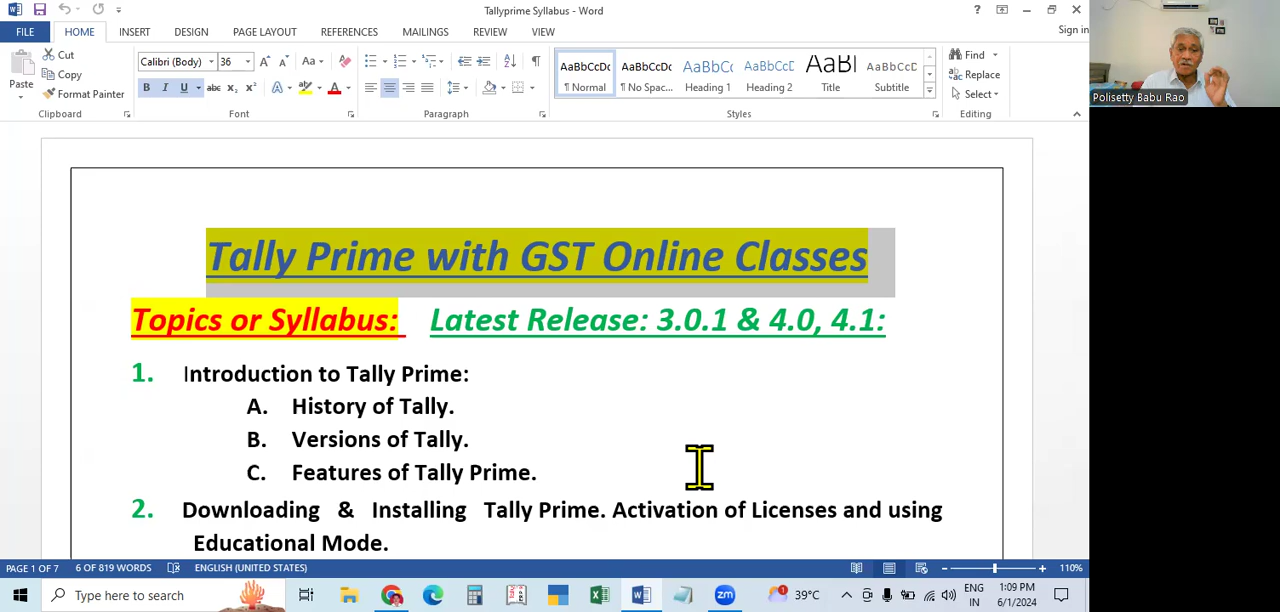 Tallyprime Syllabus - Word
Sign in
FILE HOME INSERT DESIGN PAGE LAYOUT REFERENCES MAILINGS REVIEW VIEW
Paste
Cut
Copy
Format Painter
Clipboard
Calibri (Body) 36
Font
Paragraph
AaBbCcDc AaBbCcDc AaBbC AaBbCcD AaBl AaBbCcD
¶ Normal ¶ No Spac... Heading 1 Heading 2 Title Subtitle
Styles
Find
Replace
Select
Editing
Polisetty Babu Rao
Tally Prime with GST Online Classes
Topics or Syllabus: Latest Release: 3.0.1 & 4.0, 4.1:
1. Introduction to Tally Prime:
A. History of Tally.
B. Versions of Tally.
C. Features of Tally Prime.
2. Downloading & Installing Tally Prime. Activation of Licenses and using
Educational Mode.
PAGE 1 OF 7 6 OF 819 WORDS ENGLISH (UNITED STATES) 110%
Type here to search
39°C
ENG
IN
1:09 PM
6/1/2024